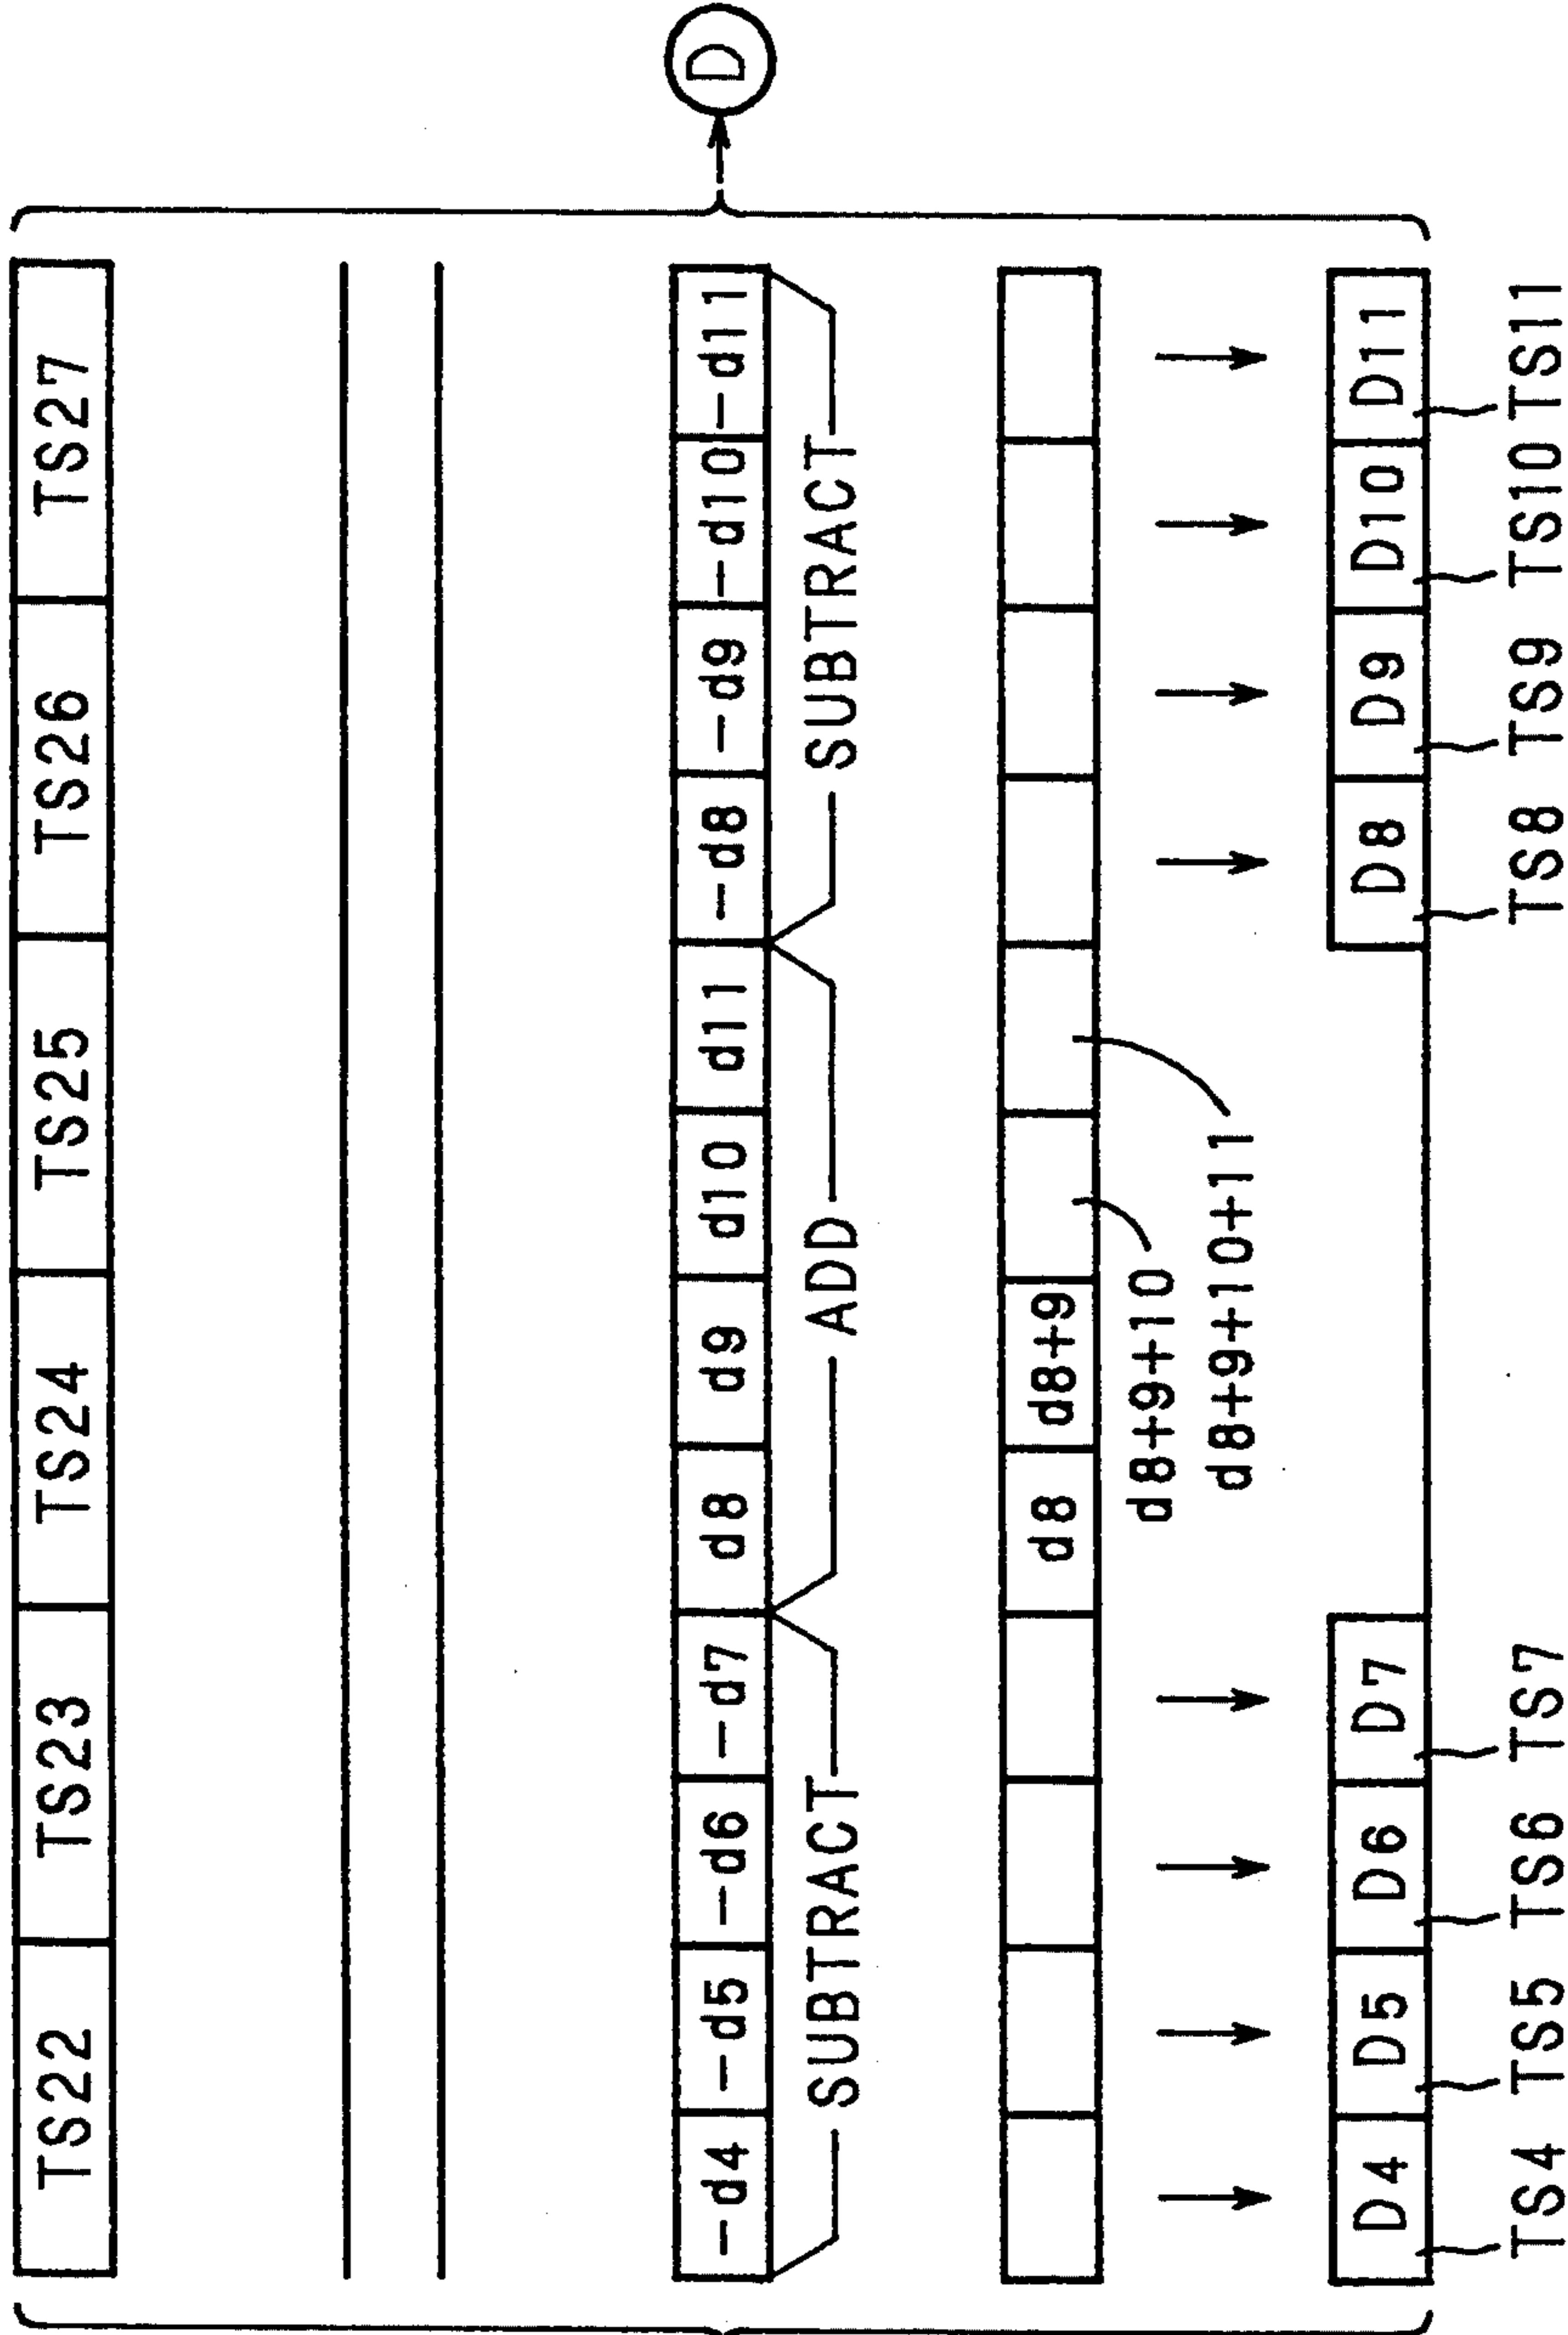 TS22 TS23 TS24 TS25 TS26 TS27
D
-d4 -d5 -d6 -d7 d8 d9 d10 d11 -d8 -d9 -d10 -d11
SUBTRACT ADD SUBTRACT
d8 d8+9
d8+9+10
d8+9+10+11
D4 D5 D6 D7 D8 D9 D10 D11
TS4 TS5 TS6 TS7 TS8 TS9 TS10 TS11